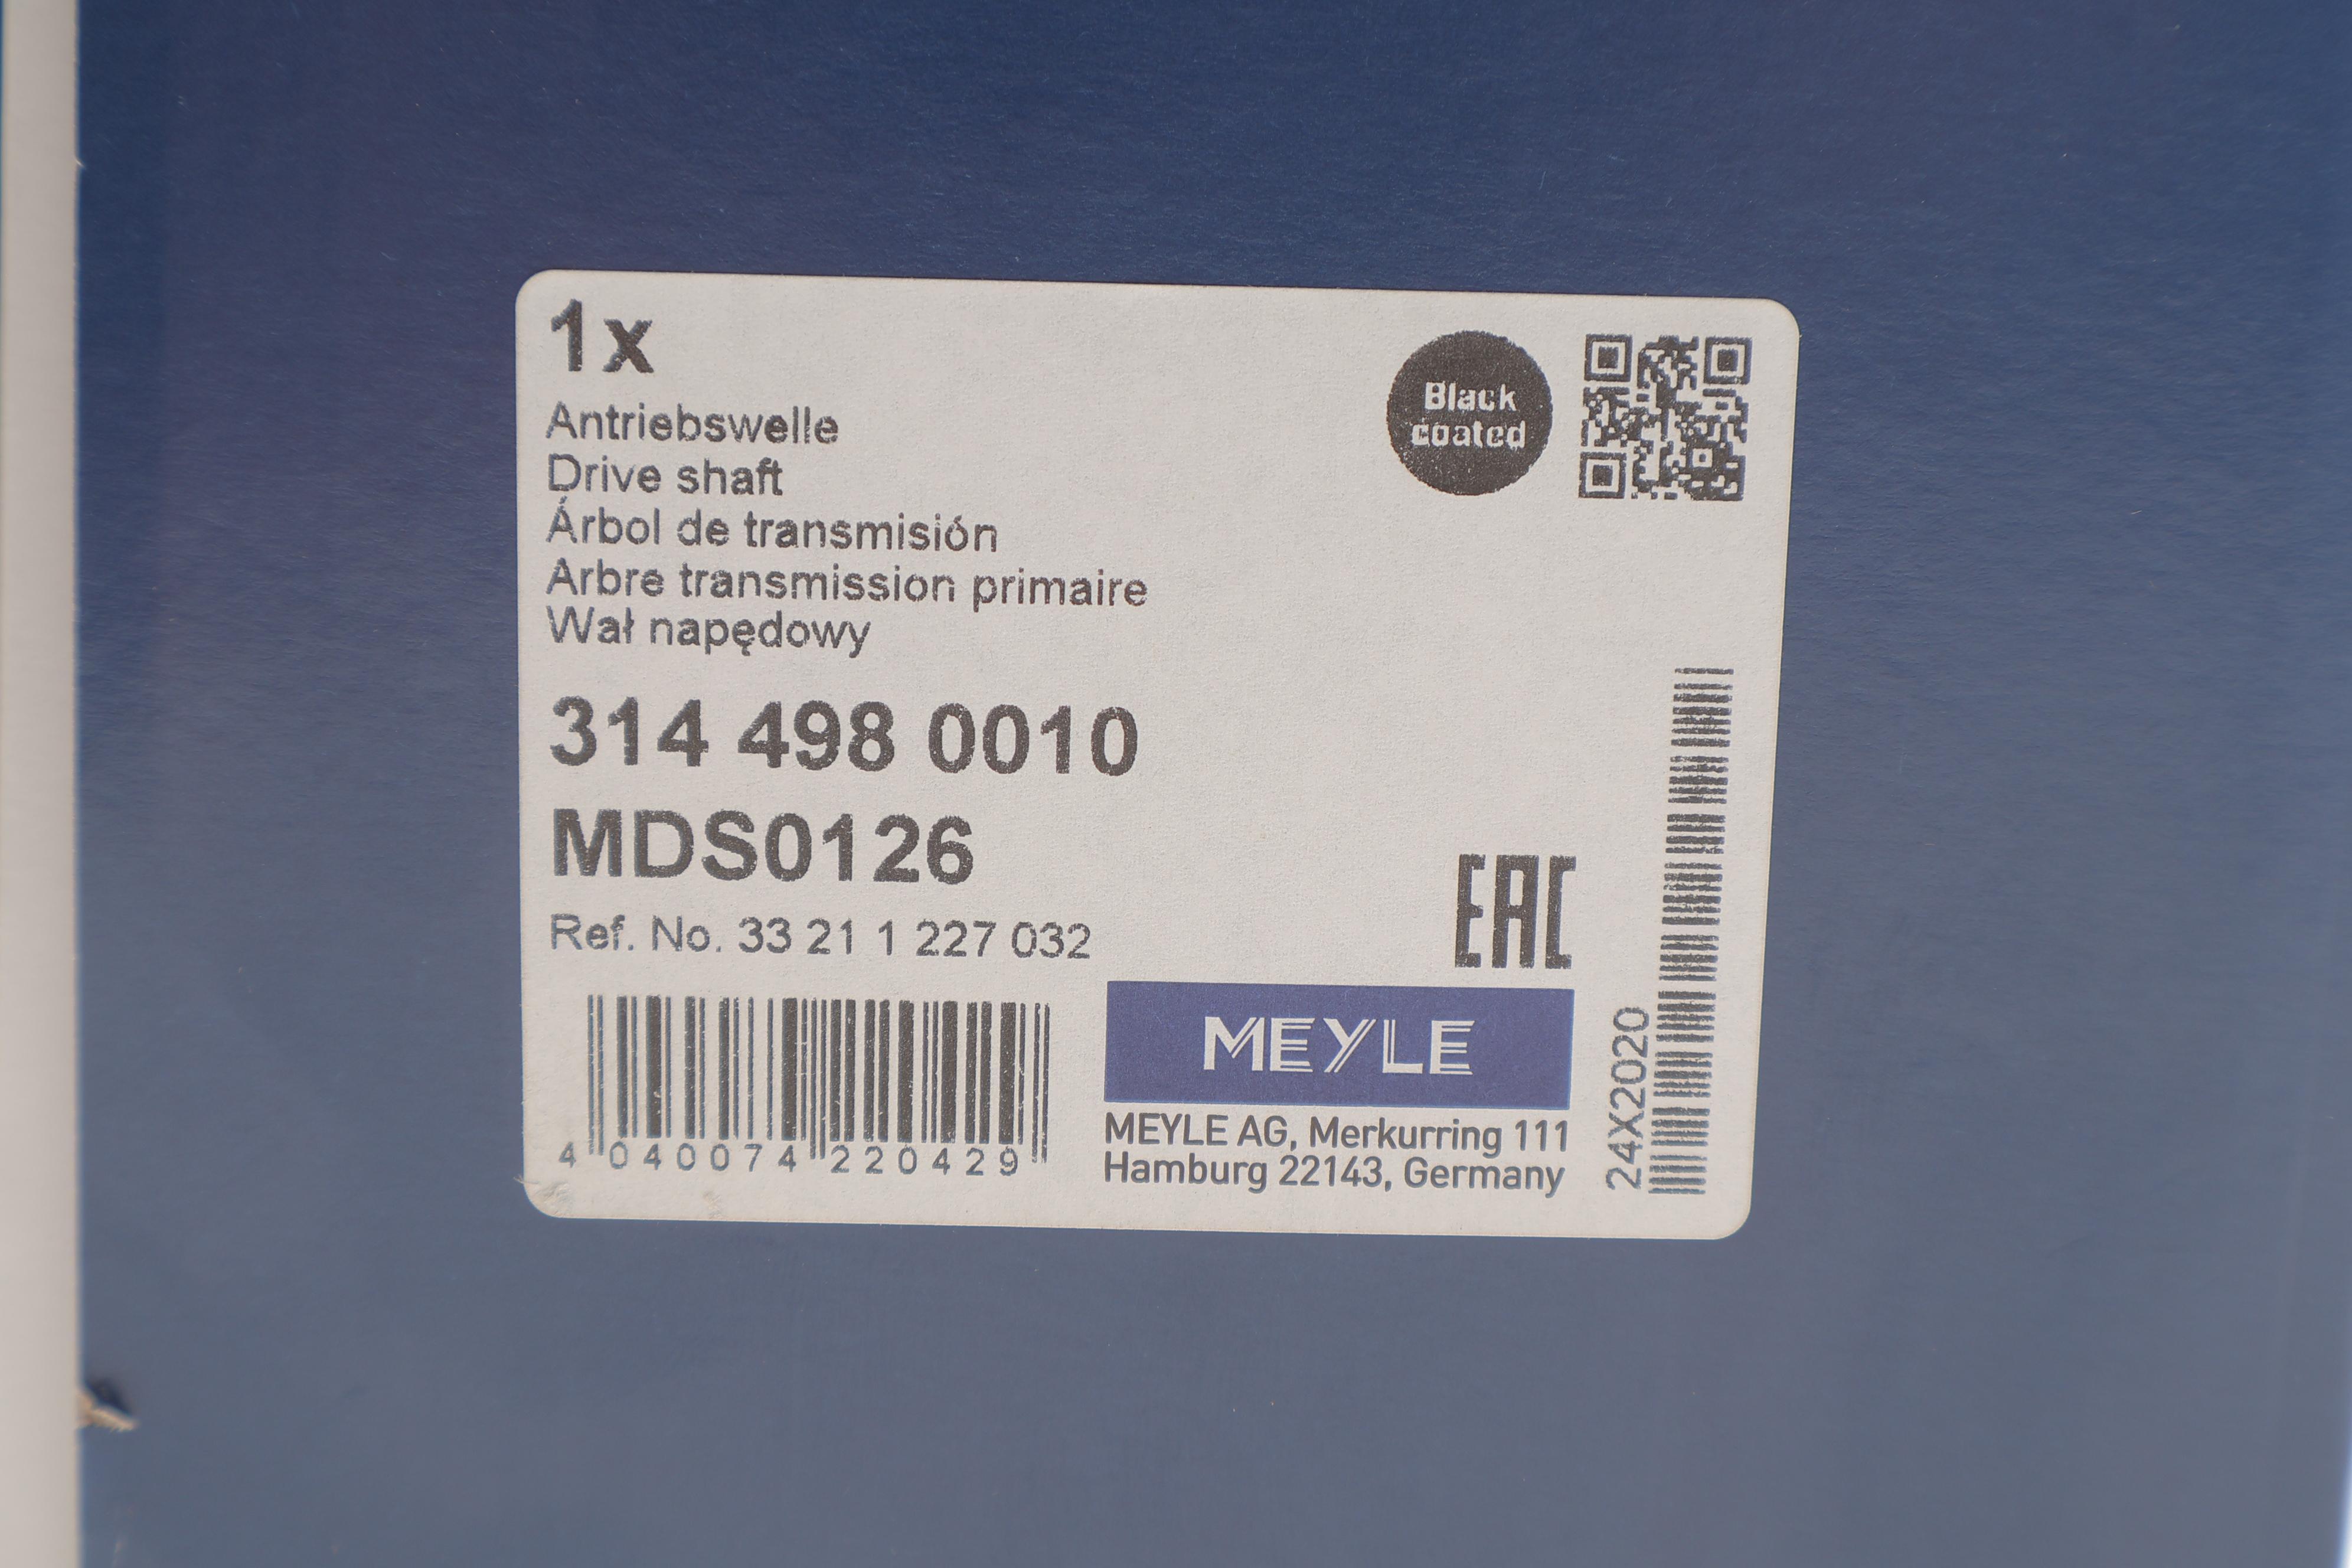 1x
Black
coated
Antriebswelle
Drive shaft
Árbol de transmisión
Arbre transmission primaire
Wał napędowy
314 498 0010
MDS0126
Ref. No. 33 21 1 227 032
EAC
4 040074 220429
MEYLE
MEYLE AG, Merkurring 111
Hamburg 22143, Germany
24X2020